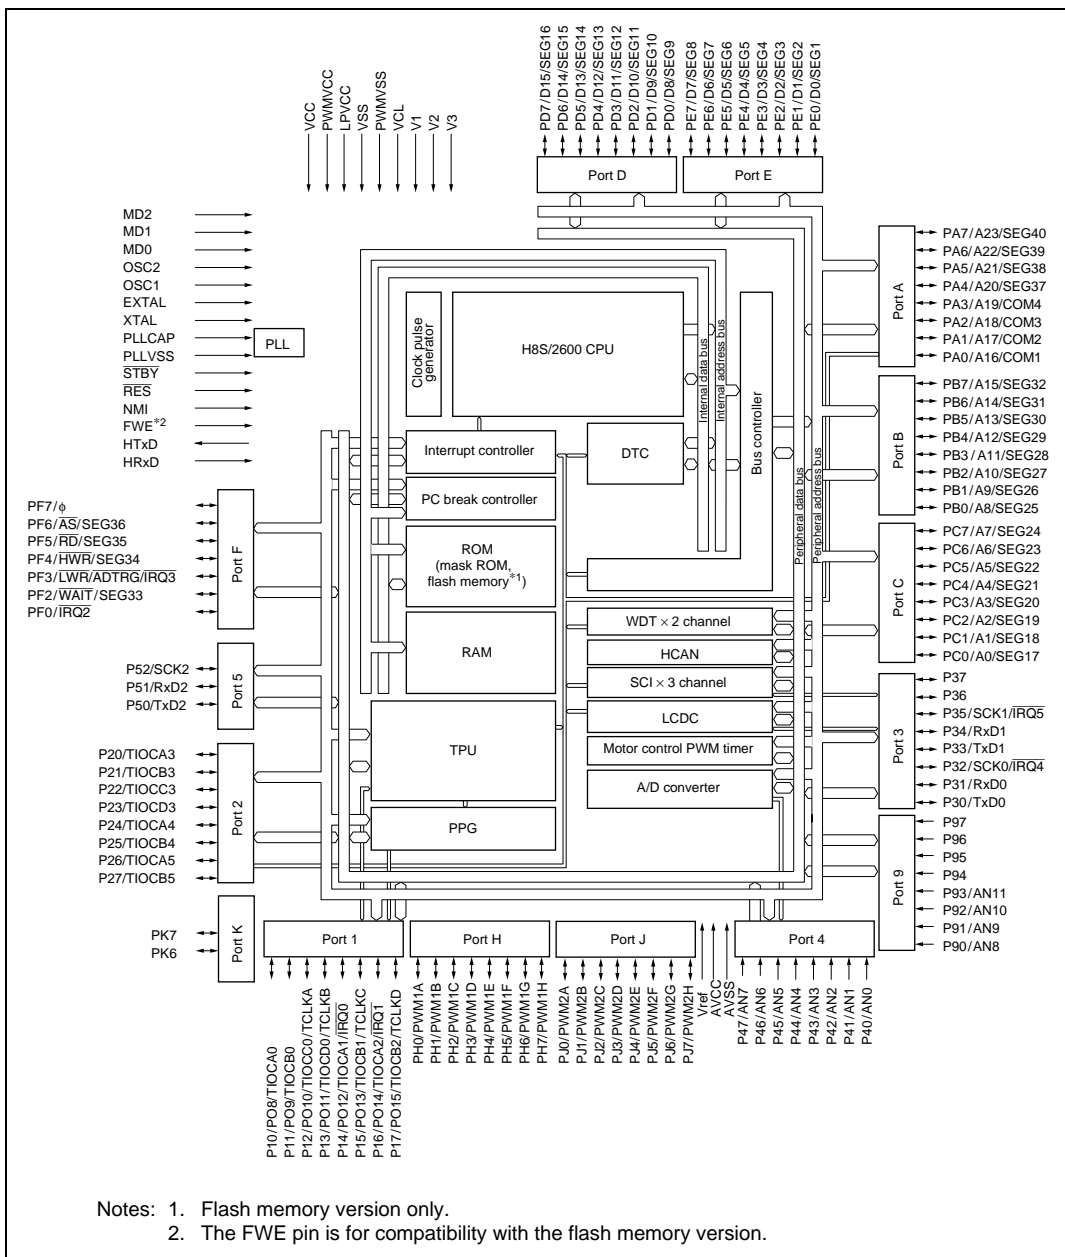 VCC
PWMVCC
LPVCC
VSS
PWMVSS
VCL
V1
V2
V3
PD7/D15/SEG16
PD6/D14/SEG15
PD5/D13/SEG14
PD4/D12/SEG13
PD3/D11/SEG12
PD2/D10/SEG11
PD1/D9/SEG10
PD0/D8/SEG9
PE7/D7/SEG8
PE6/D6/SEG7
PE5/D5/SEG6
PE4/D4/SEG5
PE3/D3/SEG4
PE2/D2/SEG3
PE1/D1/SEG2
PE0/D0/SEG1
Port D
Port E
MD2
MD1
MD0
OSC2
OSC1
EXTAL
XTAL
PLLCAP
PLLVSS
STBY
RES
NMI
FWE*2
HTxD
HRxD
PLL
Clock pulse
generator
H8S/2600 CPU
Internal data bus
Internal address bus
Bus controller
Interrupt controller
DTC
PC break controller
ROM
(mask ROM,
flash memory*1)
RAM
TPU
PPG
WDT × 2 channel
HCAN
SCI × 3 channel
LCDC
Motor control PWM timer
A/D converter
Peripheral data bus
Peripheral address bus
Port A
PA7/A23/SEG40
PA6/A22/SEG39
PA5/A21/SEG38
PA4/A20/SEG37
PA3/A19/COM4
PA2/A18/COM3
PA1/A17/COM2
PA0/A16/COM1
Port B
PB7/A15/SEG32
PB6/A14/SEG31
PB5/A13/SEG30
PB4/A12/SEG29
PB3/A11/SEG28
PB2/A10/SEG27
PB1/A9/SEG26
PB0/A8/SEG25
Port C
PC7/A7/SEG24
PC6/A6/SEG23
PC5/A5/SEG22
PC4/A4/SEG21
PC3/A3/SEG20
PC2/A2/SEG19
PC1/A1/SEG18
PC0/A0/SEG17
Port 3
P37
P36
P35/SCK1/IRQ5
P34/RxD1
P33/TxD1
P32/SCK0/IRQ4
P31/RxD0
P30/TxD0
Port 9
P97
P96
P95
P94
P93/AN11
P92/AN10
P91/AN9
P90/AN8
PF7/ϕ
PF6/AS/SEG36
PF5/RD/SEG35
PF4/HWR/SEG34
PF3/LWR/ADTRG/IRQ3
PF2/WAIT/SEG33
PF0/IRQ2
Port F
P52/SCK2
P51/RxD2
P50/TxD2
Port 5
P20/TIOCA3
P21/TIOCB3
P22/TIOCC3
P23/TIOCD3
P24/TIOCA4
P25/TIOCB4
P26/TIOCA5
P27/TIOCB5
Port 2
PK7
PK6
Port K
Port 1
Port H
Port J
Port 4
P10/PO8/TIOCA0
P11/PO9/TIOCB0
P12/PO10/TIOCC0/TCLKA
P13/PO11/TIOCD0/TCLKB
P14/PO12/TIOCA1/IRQ0
P15/PO13/TIOCB1/TCLKC
P16/PO14/TIOCA2/IRQ1
P17/PO15/TIOCB2/TCLKD
PH0/PWM1A
PH1/PWM1B
PH2/PWM1C
PH3/PWM1D
PH4/PWM1E
PH5/PWM1F
PH6/PWM1G
PH7/PWM1H
PJ0/PWM2A
PJ1/PWM2B
PJ2/PWM2C
PJ3/PWM2D
PJ4/PWM2E
PJ5/PWM2F
PJ6/PWM2G
PJ7/PWM2H
Vref
AVCC
AVSS
P47/AN7
P46/AN6
P45/AN5
P44/AN4
P43/AN3
P42/AN2
P41/AN1
P40/AN0
Notes: 1. Flash memory version only.
2. The FWE pin is for compatibility with the flash memory version.